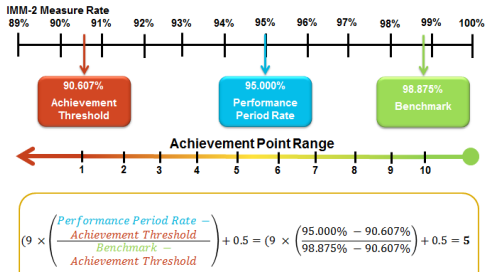 IMM-2 Measure Rate
89% 90% 91% 92% 93% 94% 95% 96% 97% 98% 99% 100%
90.607% Achievement Threshold
95.000% Performance Period Rate
98.875% Benchmark
Achievement Point Range
1 2 3 4 5 6 7 8 9 10
(9 × (Performance Period Rate − Achievement Threshold / Benchmark − Achievement Threshold) + 0.5 = (9 × (95.000% − 90.607% / 98.875% − 90.607%) + 0.5 = 5